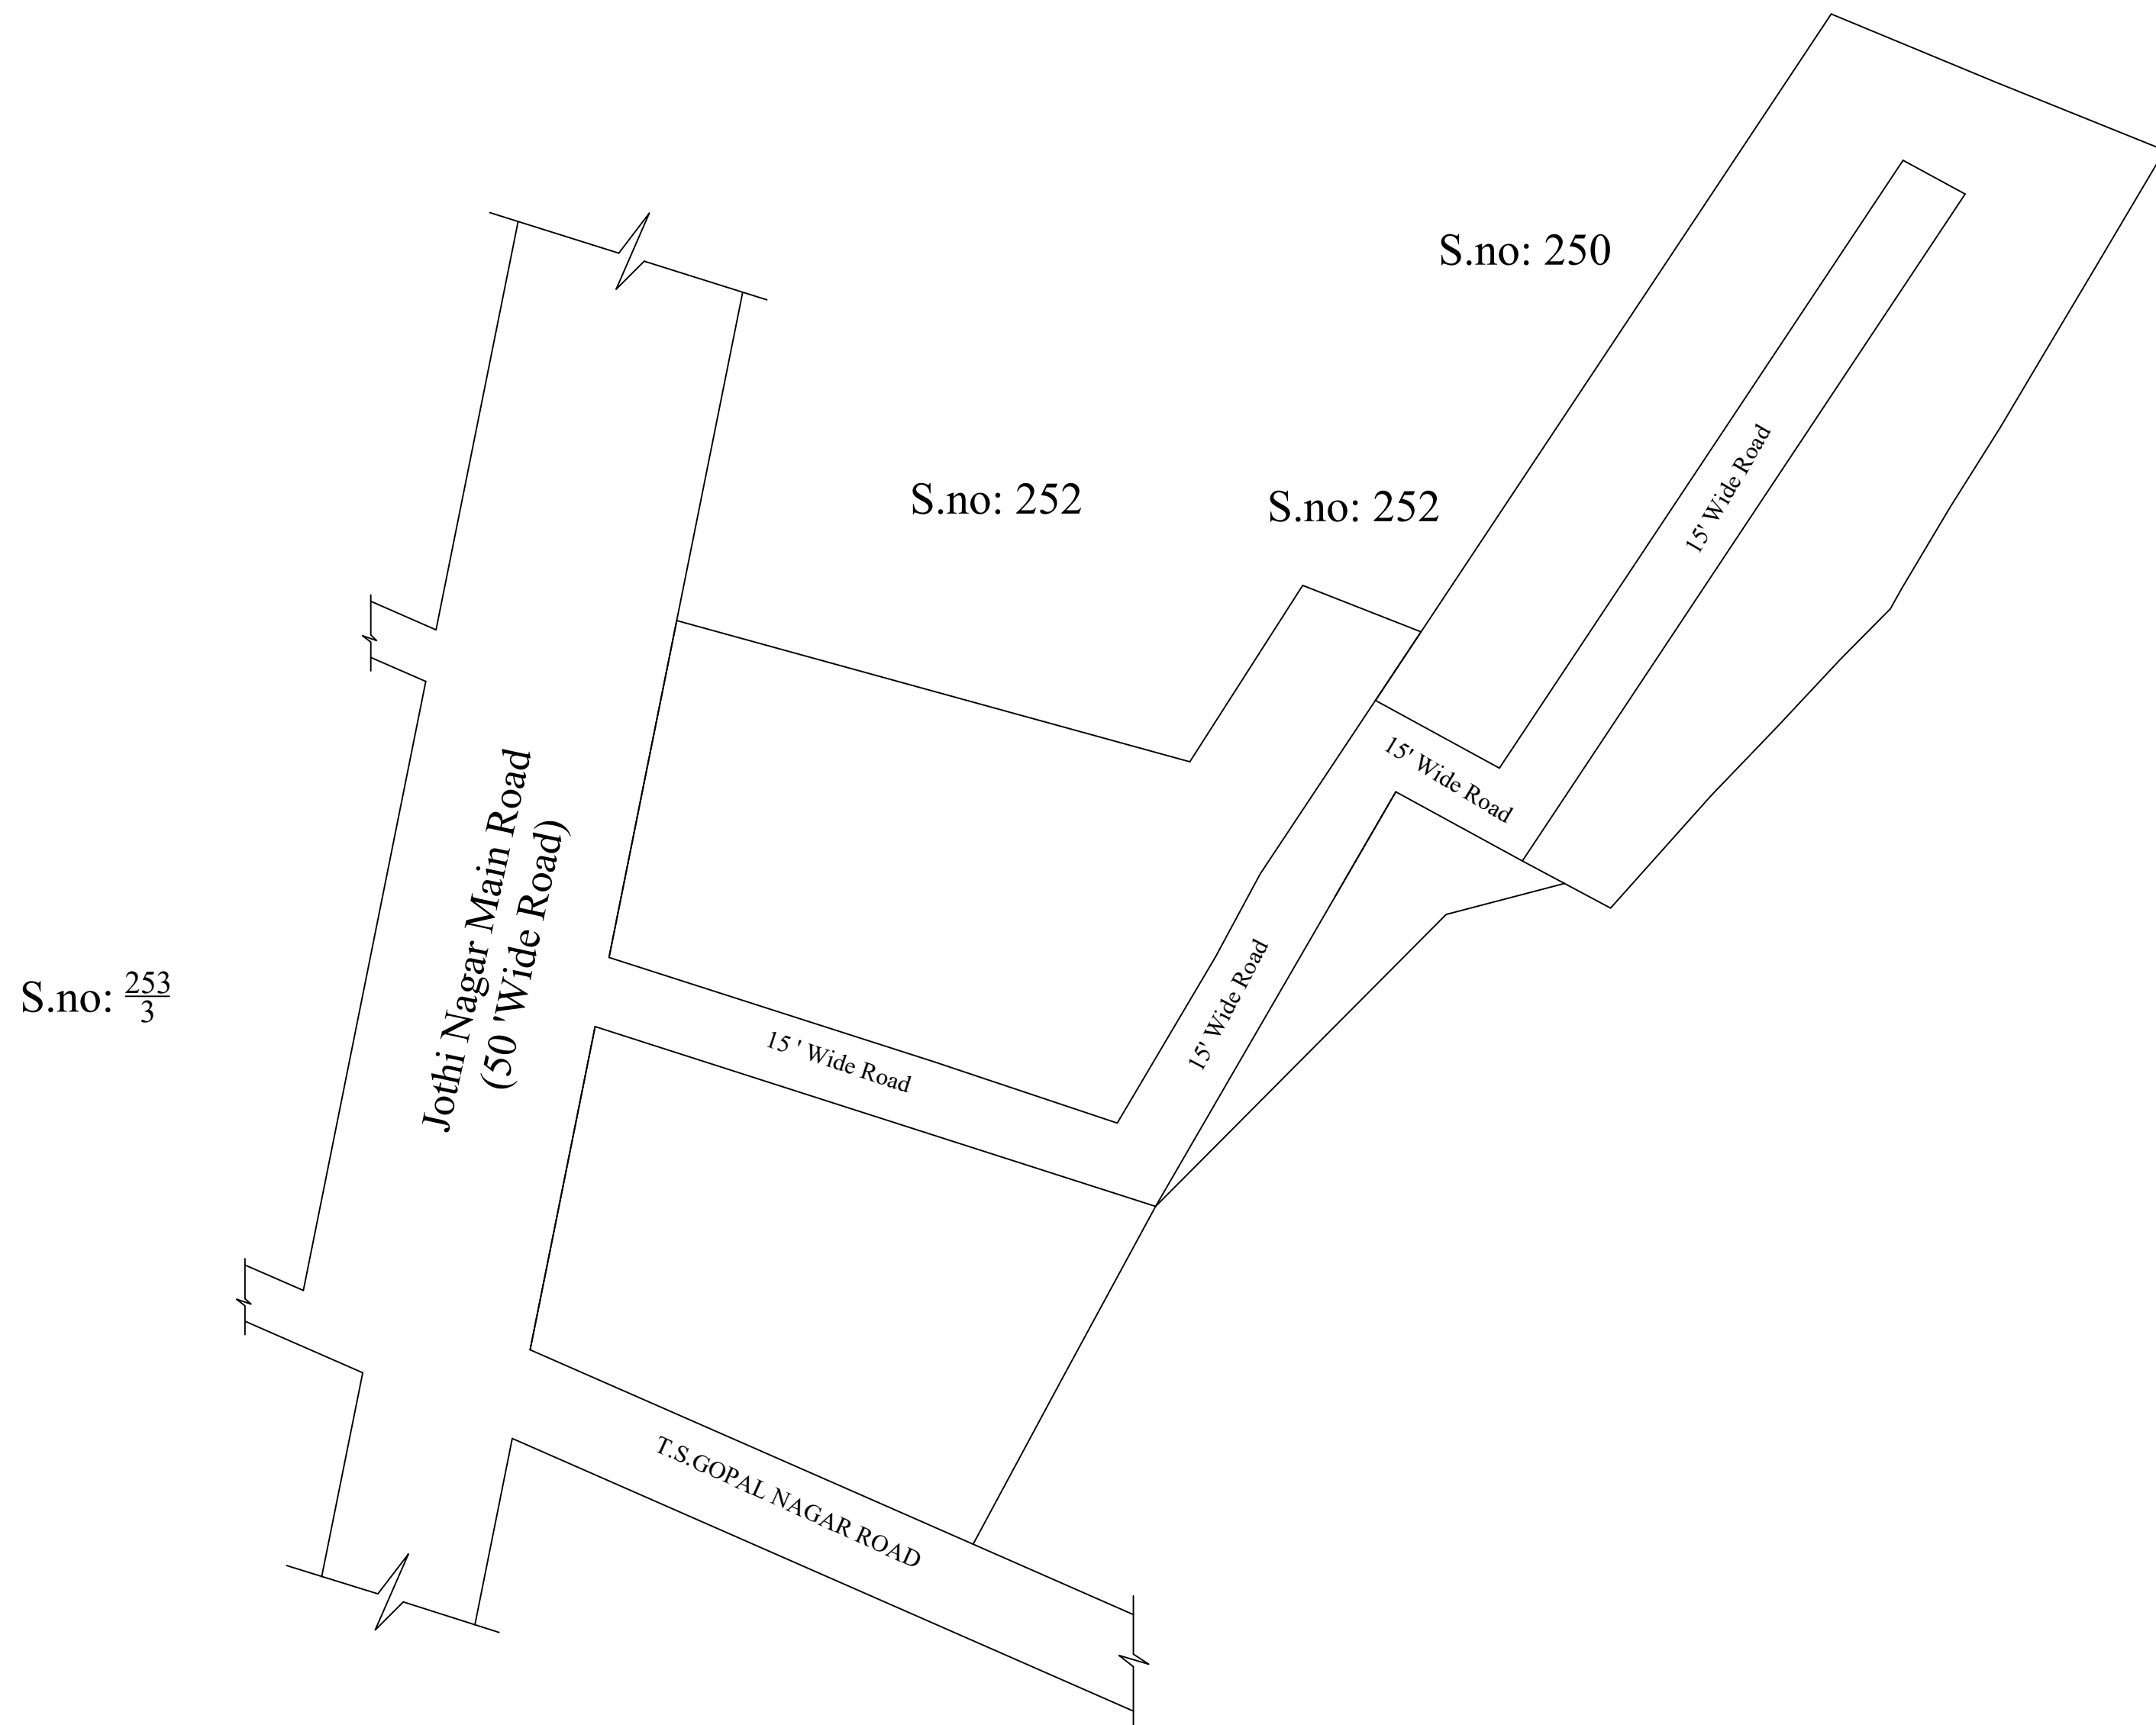 S.no: 250
15' Wide Road
S.no: 252
S.no: 252
15' Wide Road
Jothi Nagar Main Road
(50 'Wide Road)
S.no: 253/3
15' Wide Road
15 ' Wide Road
T.S.GOPAL NAGAR ROAD